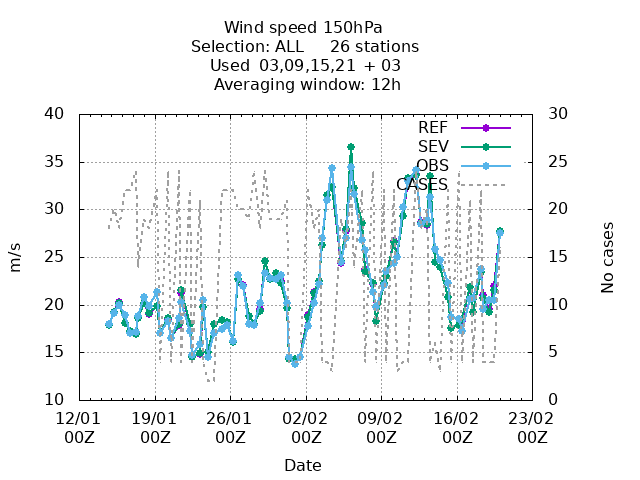 Wind speed 150hPa
Selection: ALL     26 stations
Used  03,09,15,21 + 03
Averaging window: 12h
40 30
REF
SEV
35 25
OBS
CASES
30 20
25 15
m/s No cases
20 10
15 5
10 0
12/01 19/01 26/01 02/02 09/02 16/02 23/02
00Z 00Z 00Z 00Z 00Z 00Z 00Z
Date